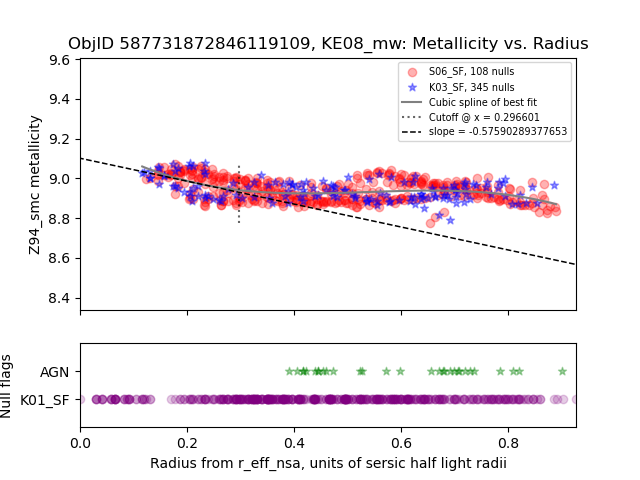 ObjID 587731872846119109, KE08_mw: Metallicity vs. Radius
9.6
9.4
9.2
9.0
8.8
8.6
8.4
Z94_smc metallicity
S06_SF, 108 nulls
K03_SF, 345 nulls
Cubic spline of best fit
Cutoff @ x = 0.296601
slope = -0.57590289377653
AGN
K01_SF
Null flags
0.0
0.2
0.4
0.6
0.8
Radius from r_eff_nsa, units of sersic half light radii